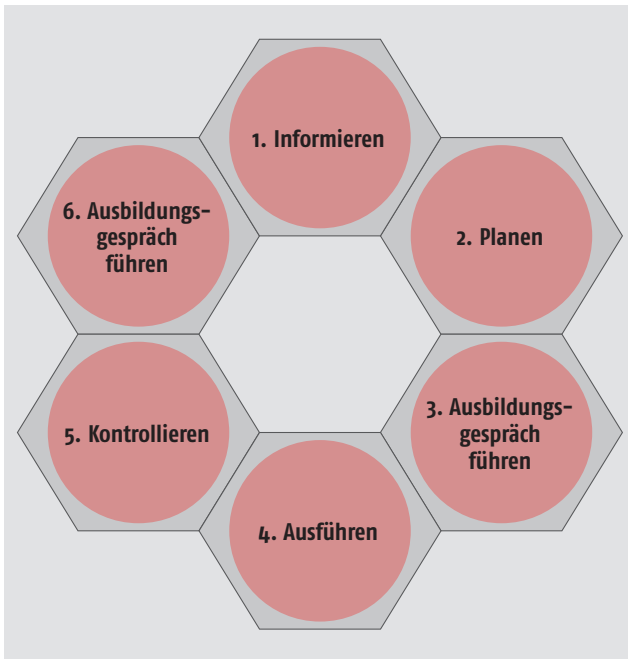 1. Informieren
2. Planen
3. Ausbildungs-
gespräch
führen
4. Ausführen
5. Kontrollieren
6. Ausbildungs-
gespräch
führen